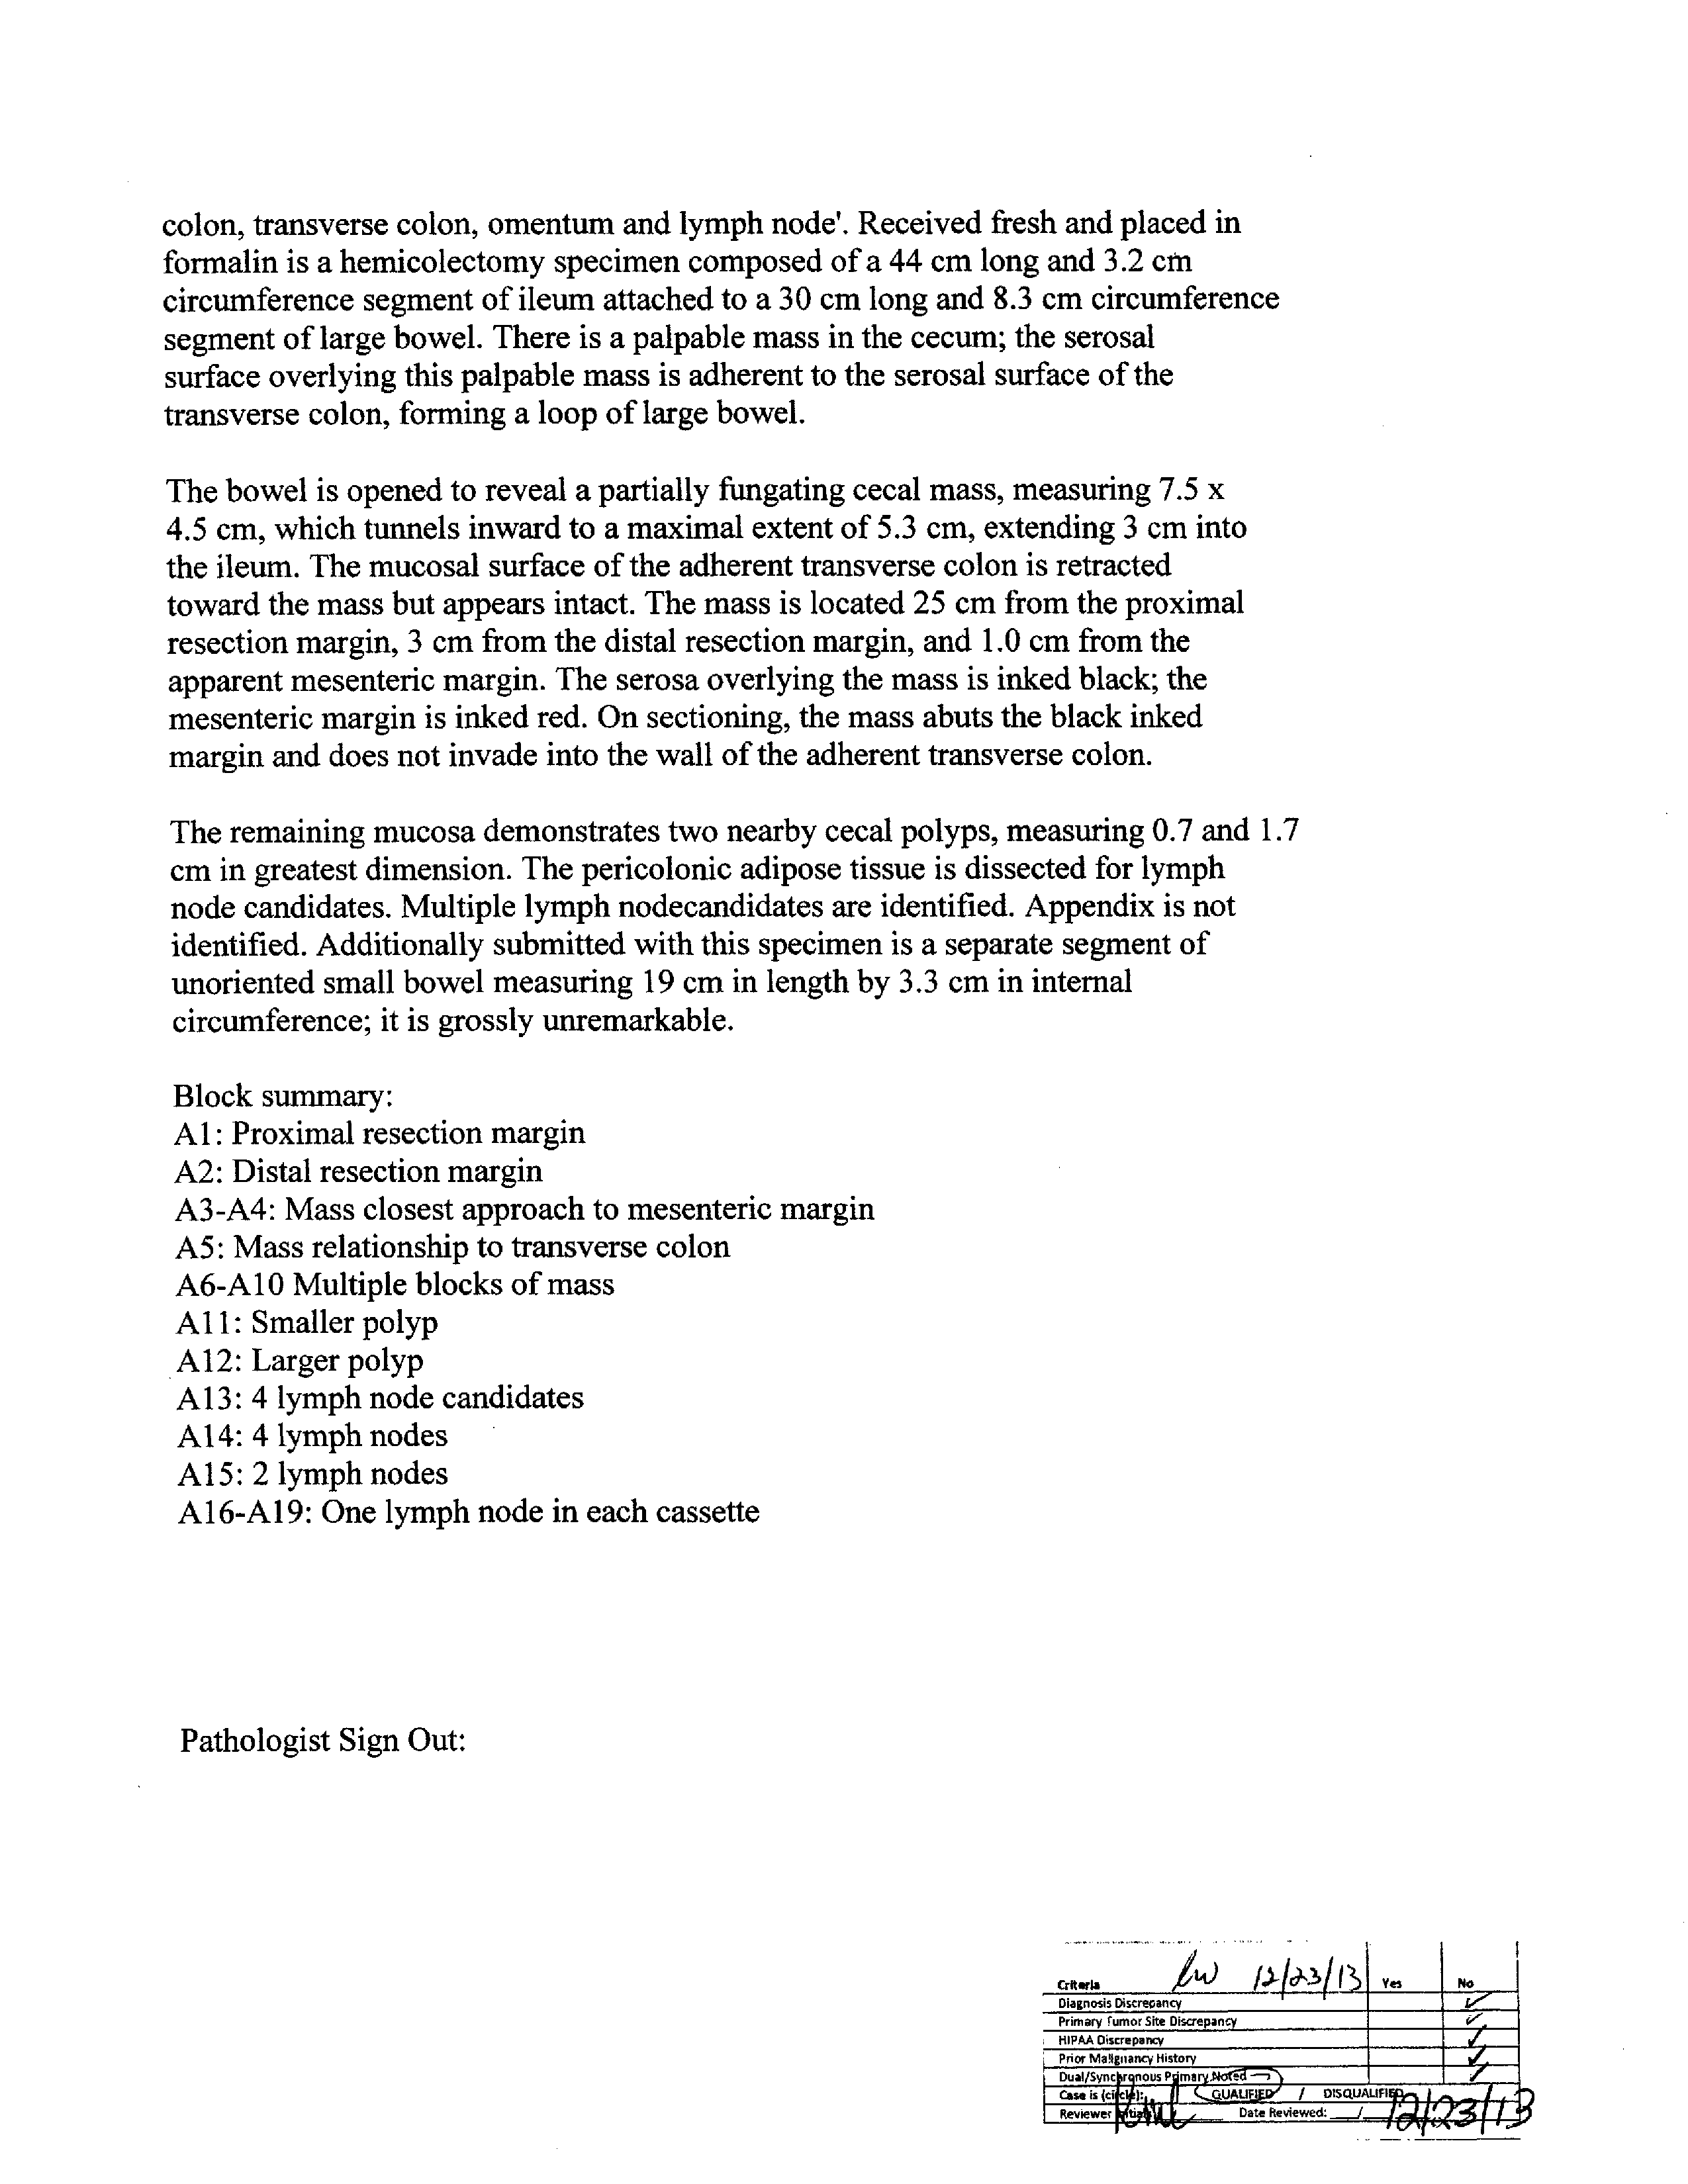 colon, transverse colon, omentum and lymph node'. Received fresh and placed in
formalin is a hemicolectomy specimen composed of a 44 cm long and 3.2 cm
circumference segment of ileum attached to a 30 cm long and 8.3 cm circumference
segment of large bowel. There is a palpable mass in the cecum; the serosal
surface overlying this palpable mass is adherent to the serosal surface of the
transverse colon, forming a loop of large bowel.
The bowel is opened to reveal a partially fungating cecal mass, measuring 7.5 x
4.5 cm, which tunnels inward to a maximal extent of 5.3 cm, extending 3 cm into
the ileum. The mucosal surface of the adherent transverse colon is retracted
toward the mass but appears intact. The mass is located 25 cm from the proximal
resection margin, 3 cm from the distal resection margin, and 1.0 cm from the
apparent mesenteric margin. The serosa overlying the mass is inked black; the
mesenteric margin is inked red. On sectioning, the mass abuts the black inked
margin and does not invade into the wall of the adherent transverse colon.
The remaining mucosa demonstrates two nearby cecal polyps, measuring 0.7 and 1.7
cm in greatest dimension. The pericolonic adipose tissue is dissected for lymph
node candidates. Multiple lymph nodecandidates are identified. Appendix is not
identified. Additionally submitted with this specimen is a separate segment of
unoriented small bowel measuring 19 cm in length by 3.3 cm in internal
circumference; it is grossly unremarkable.
Block summary:
A1: Proximal resection margin
A2: Distal resection margin
A3-A4: Mass closest approach to mesenteric margin
A5: Mass relationship to transverse colon
A6-A10 Multiple blocks of mass
A11: Smaller polyp
A12: Larger polyp
A13: 4 lymph node candidates
A14: 4 lymph nodes
A15: 2 lymph nodes
A16-A19: One lymph node in each cassette
Pathologist Sign Out:
Criteria 12/23/13 Yes No
Diagnosis Discrepancy ✓
Primary Tumor Site Discrepancy ✓
HIPAA Discrepancy ✓
Prior Malignancy History ✓
Dual/Synchronous Primary Noted ✓
Case is (circle): QUALIFIED / DISQUALIFIED
Reviewer Date Reviewed: 12/23/13